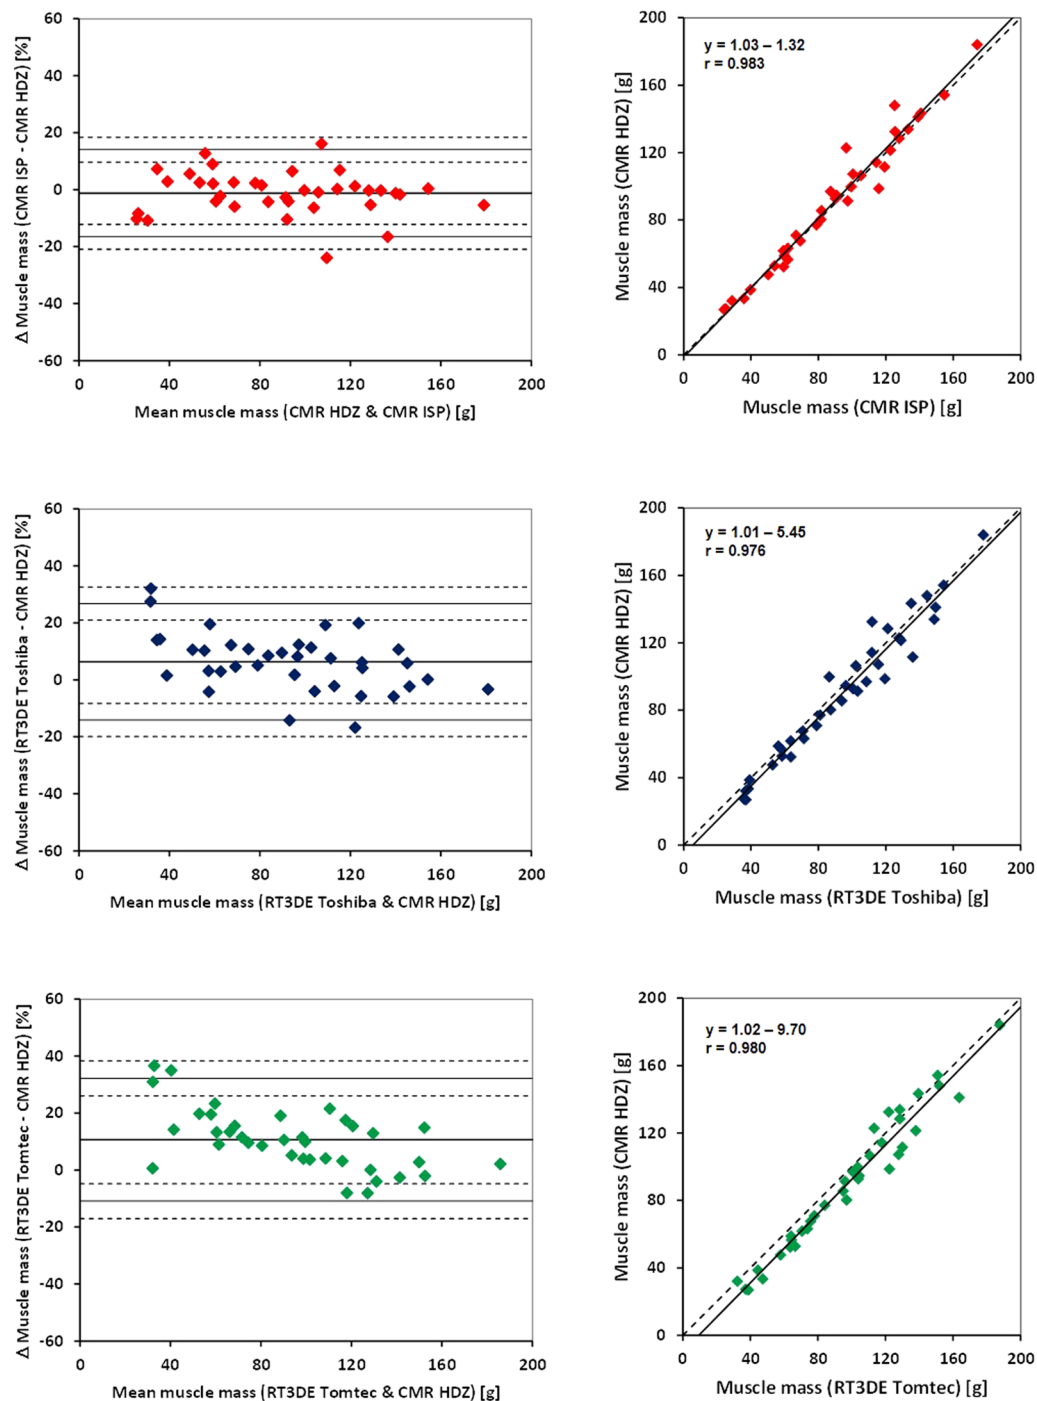 60
40
20
0
-20
-40
-60
0 40 80 120 160 200
Δ Muscle mass (CMR ISP - CMR HDZ) [%]
Mean muscle mass (CMR HDZ & CMR ISP) [g]
y = 1.03 – 1.32
r = 0.983
200
160
120
80
40
0
0 40 80 120 160 200
Muscle mass (CMR HDZ) [g]
Muscle mass (CMR ISP) [g]
60
40
20
0
-20
-40
-60
0 40 80 120 160 200
Δ Muscle mass (RT3DE Toshiba - CMR HDZ) [%]
Mean muscle mass (RT3DE Toshiba & CMR HDZ) [g]
y = 1.01 – 5.45
r = 0.976
200
160
120
80
40
0
0 40 80 120 160 200
Muscle mass (CMR HDZ) [g]
Muscle mass (RT3DE Toshiba) [g]
60
40
20
0
-20
-40
-60
0 40 80 120 160 200
Δ Muscle mass (RT3DE Tomtec - CMR HDZ) [%]
Mean muscle mass (RT3DE Tomtec & CMR HDZ) [g]
y = 1.02 – 9.70
r = 0.980
200
160
120
80
40
0
0 40 80 120 160 200
Muscle mass (CMR HDZ) [g]
Muscle mass (RT3DE Tomtec) [g]